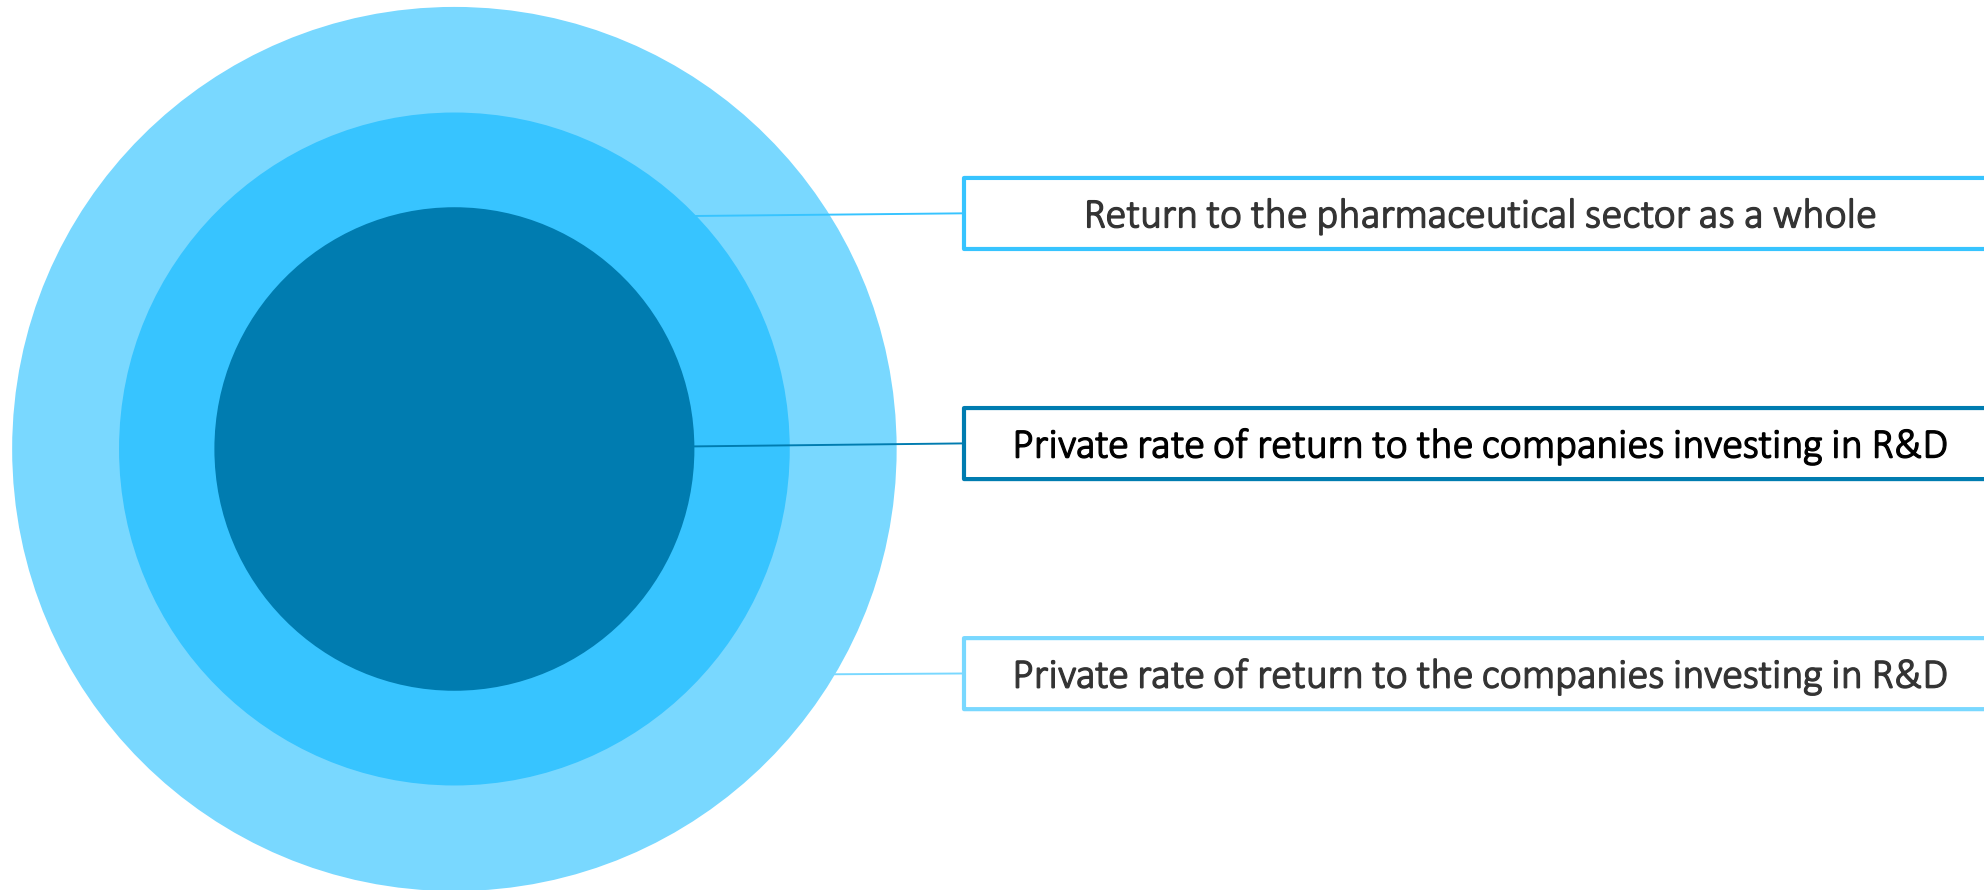 Return to the pharmaceutical sector as a whole
Private rate of return to the companies investing in R&D
Private rate of return to the companies investing in R&D